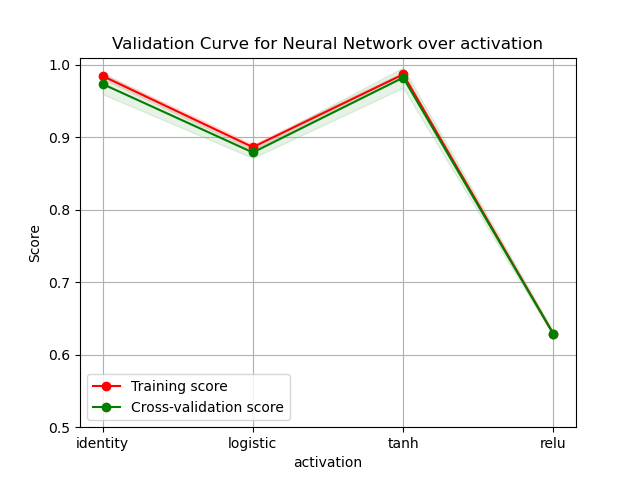 Validation Curve for Neural Network over activation
1.0
0.9
0.8
0.7
0.6
0.5
Score
Training score
Cross-validation score
identity logistic tanh relu
activation